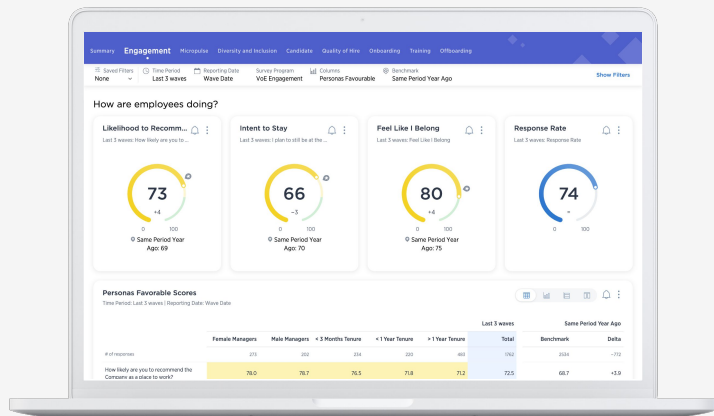 Summary Engagement Micropulse Diversity and Inclusion Candidate Quality of Hire Onboarding Training Offboarding
Saved Filters Time Period Reporting Date Survey Program Columns Benchmark
None Last 3 waves Wave Date VoE Engagement Personas Favourable Same Period Year Ago Show Filters
How are employees doing?
Likelihood to Recomm... Intent to Stay Feel Like I Belong Response Rate
Last 3 waves: How likely are you to ... Last 3 waves: I plan to still be at the ... Last 3 waves: Feel Like I Belong Last 3 waves: Response Rate
73 66 80 74
+4 -3 +4 =
0 100 0 100 0 100 0 100
Same Period Year Same Period Year Same Period Year
Ago: 69 Ago: 70 Ago: 75
Personas Favorable Scores
Time Period: Last 3 waves | Reporting Date: Wave Date
Last 3 waves Same Period Year Ago
Female Managers Male Managers < 3 Months Tenure < 1 Year Tenure > 1 Year Tenure Total Benchmark Delta
# of responses 273 202 234 220 483 1762 2534 -772
How likely are you to recommend the 78.0 78.7 76.5 71.8 71.2 72.5 68.7 +3.9
Company as a place to work?